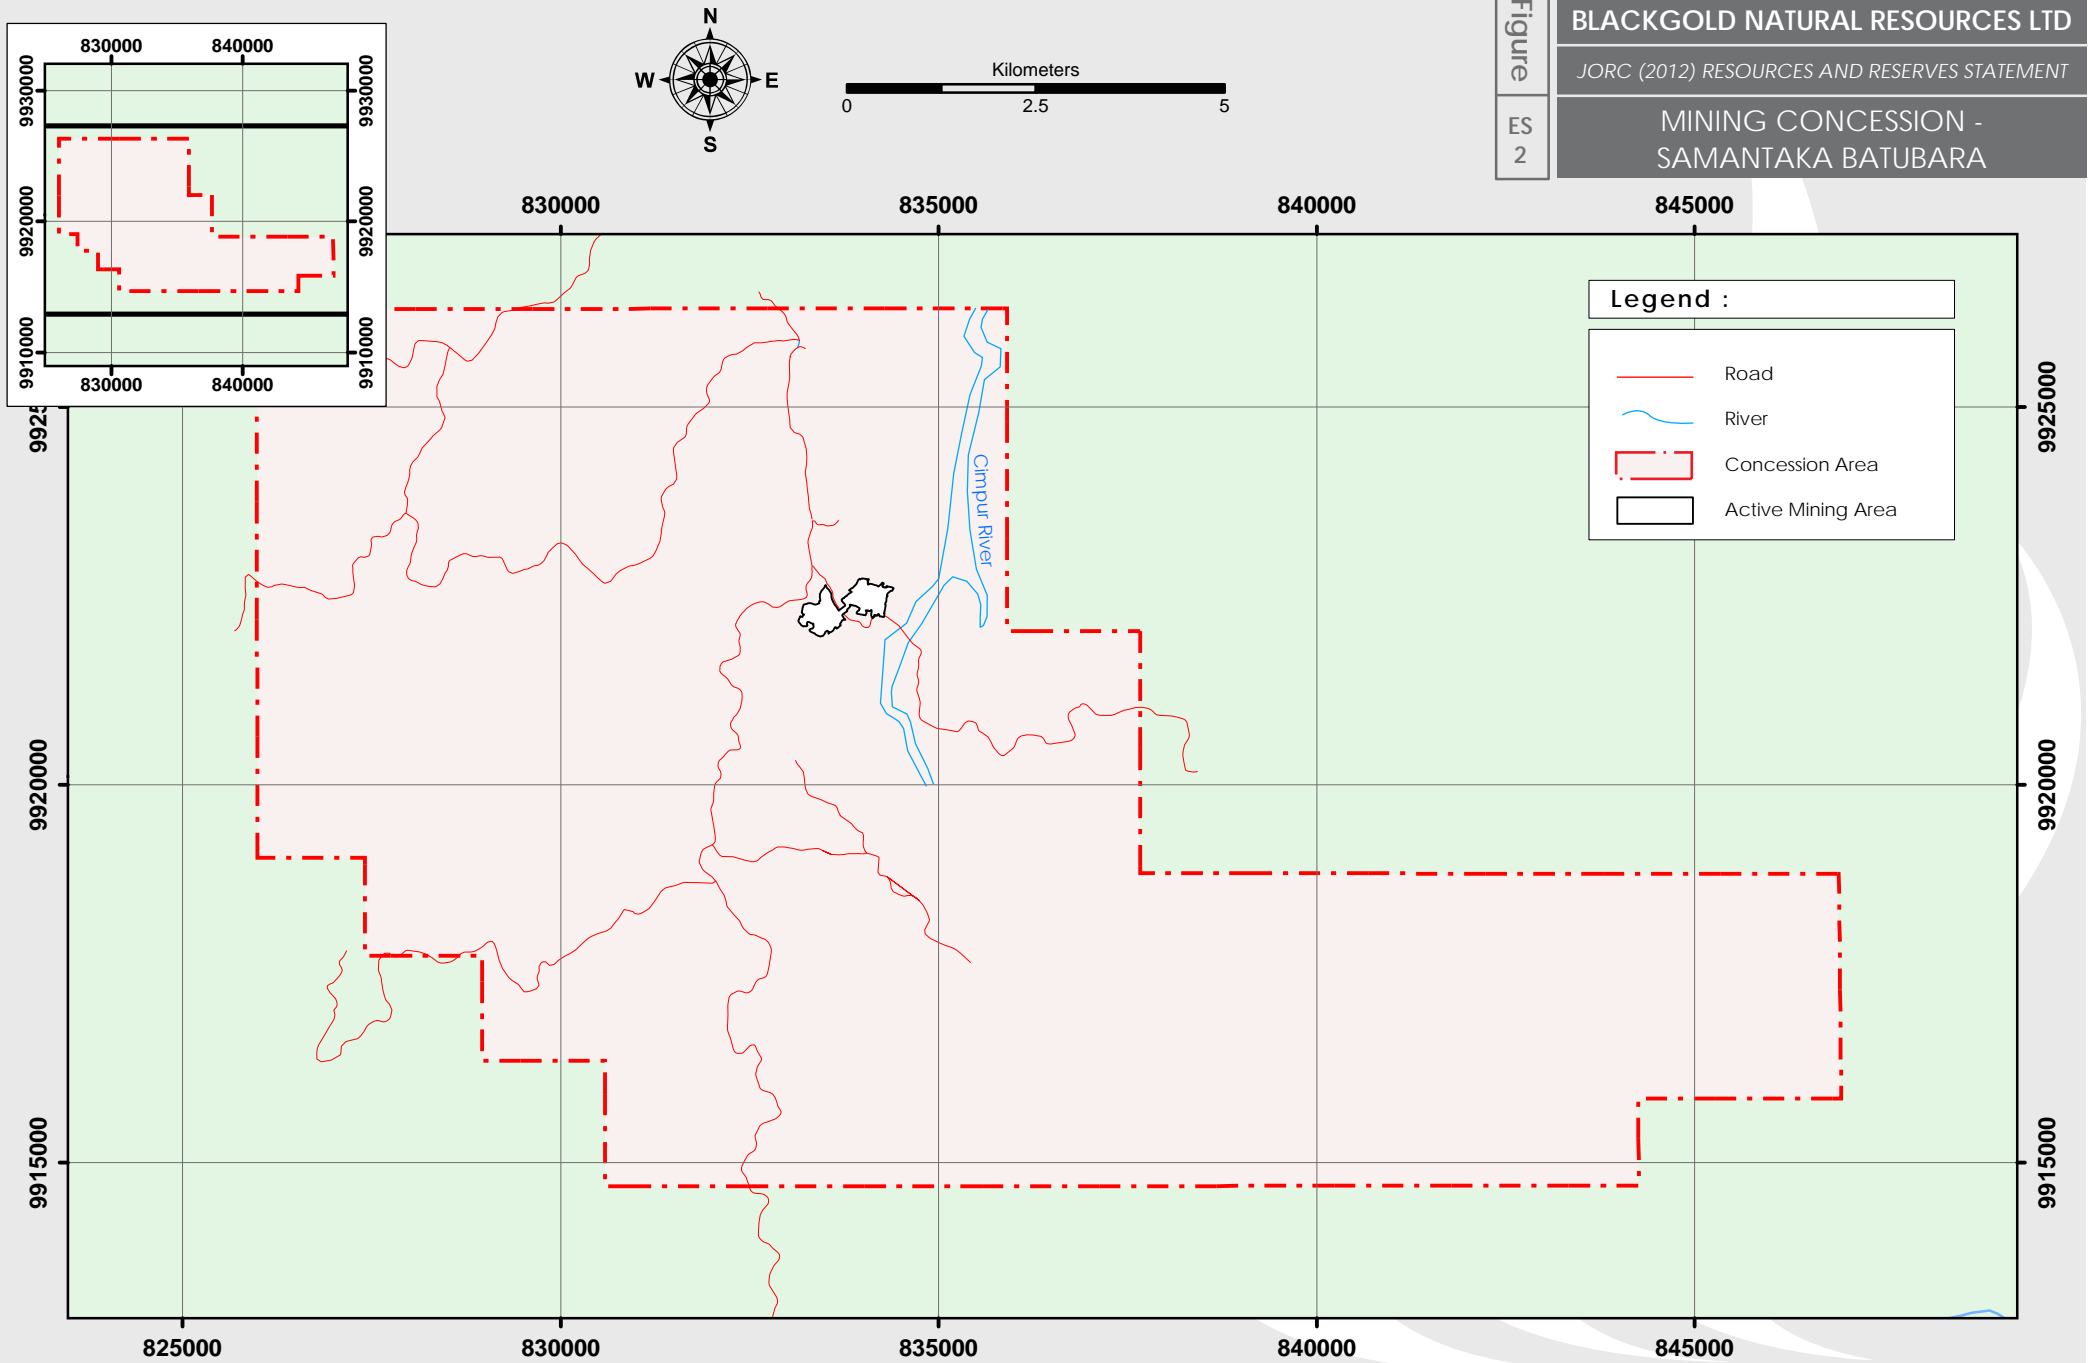 830000
840000
9930000
9930000
9920000
9920000
9910000
9910000
830000
840000
N
W
E
S
Kilometers
0
2.5
5
Figure
ES
2
BLACKGOLD NATURAL RESOURCES LTD
JORC (2012) RESOURCES AND RESERVES STATEMENT
MINING CONCESSION -
SAMANTAKA BATUBARA
830000
835000
840000
845000
Legend :
Road
River
Concession Area
Active Mining Area
Cimpur River
9925000
9920000
9920000
9915000
9915000
825000
830000
835000
840000
845000